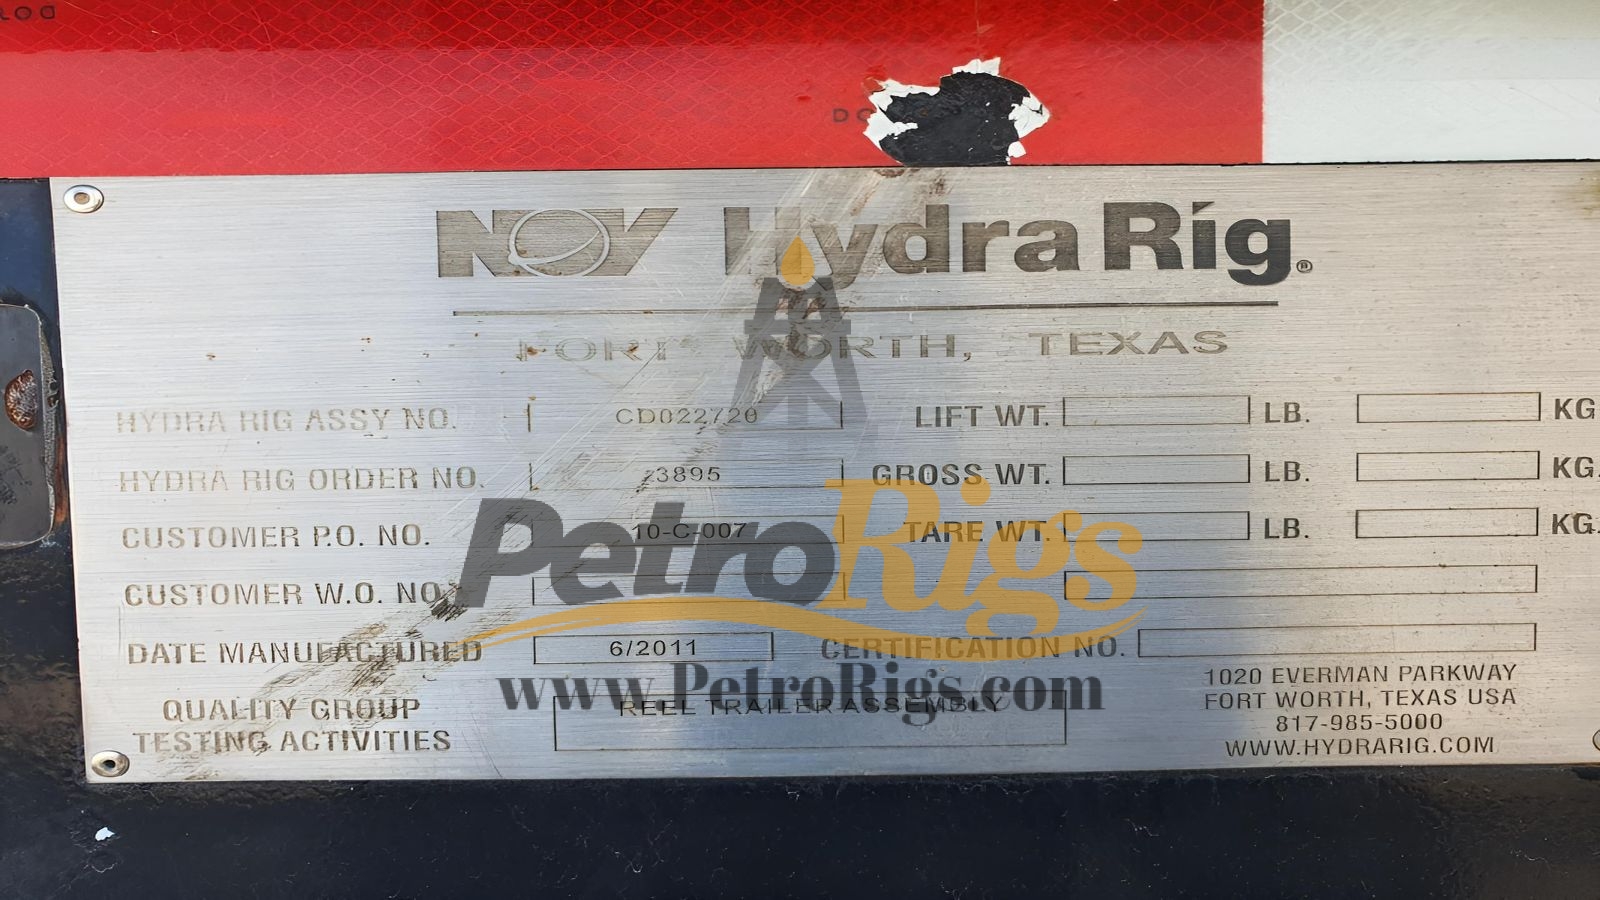 DOT
DO
NOV HydraRig®
FORT WORTH, TEXAS
HYDRA RIG ASSY NO. CD022720 LIFT WT. LB. KG
HYDRA RIG ORDER NO. 3895 GROSS WT. LB. KG.
CUSTOMER P.O. NO. 10-C-007 TARE WT. LB. KG.
PetroRigs
CUSTOMER W.O. NO.
DATE MANUFACTURED 6/2011 CERTIFICATION NO.
www.PetroRigs.com
QUALITY GROUP
TESTING ACTIVITIES
REEL TRAILER ASSEMBLY
1020 EVERMAN PARKWAY
FORT WORTH, TEXAS USA
817-985-5000
WWW.HYDRARIG.COM